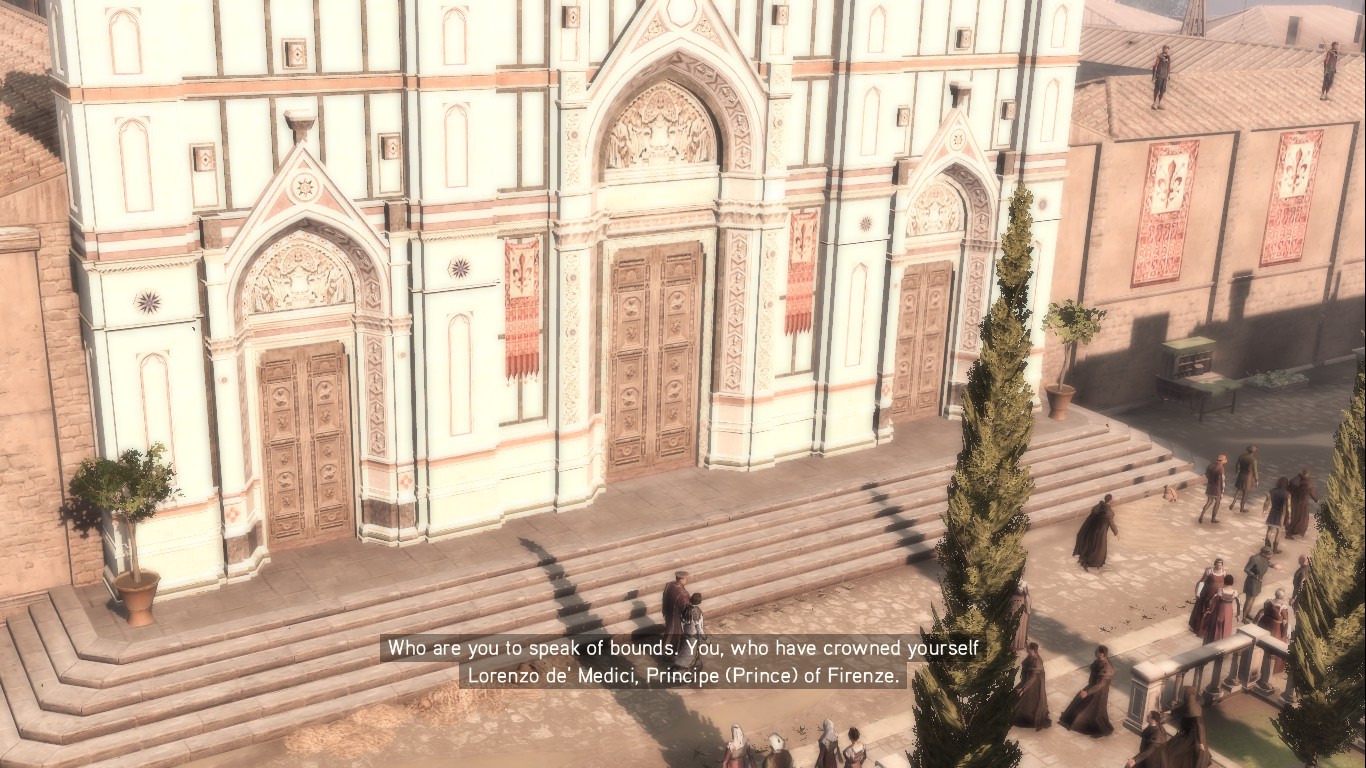 Who are you to speak of bounds. You, who have crowned yourself
Lorenzo de' Medici, Principe (Prince) of Firenze.